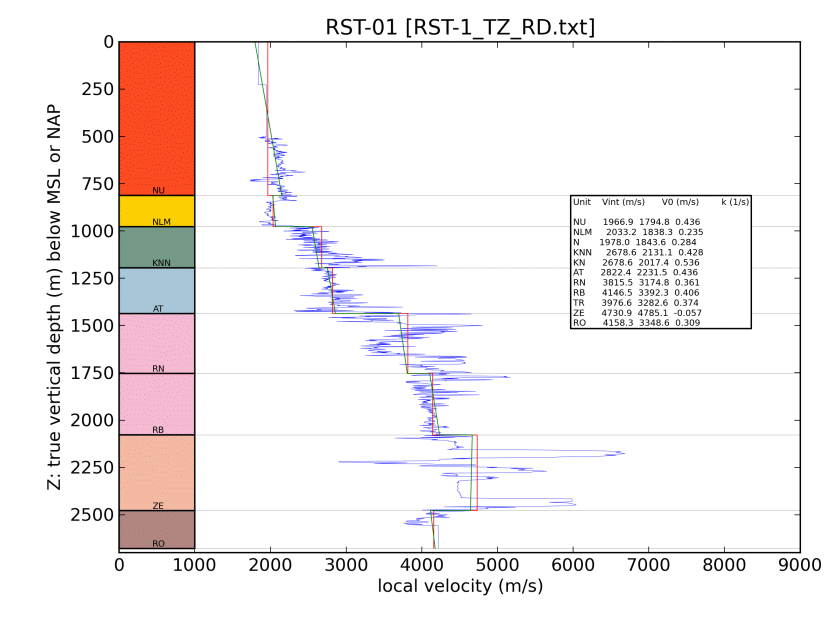 RST-01 [RST-1_TZ_RD.txt]
Z: true vertical depth (m) below MSL or NAP
0
250
500
750
1000
1250
1500
1750
2000
2250
2500
NU
NLM
KNN
AT
RN
RB
ZE
RO
Unit Vint (m/s) V0 (m/s) k (1/s)
NU 1966.9 1794.8 0.436
NLM 2033.2 1838.3 0.235
N 1978.0 1843.6 0.284
KNN 2678.6 2131.1 0.428
KN 2678.6 2017.4 0.536
AT 2822.4 2231.5 0.436
RN 3815.5 3174.8 0.361
RB 4146.5 3392.3 0.406
TR 3976.6 3282.6 0.374
ZE 4730.9 4785.1 -0.057
RO 4158.3 3348.6 0.309
0 1000 2000 3000 4000 5000 6000 7000 8000 9000
local velocity (m/s)